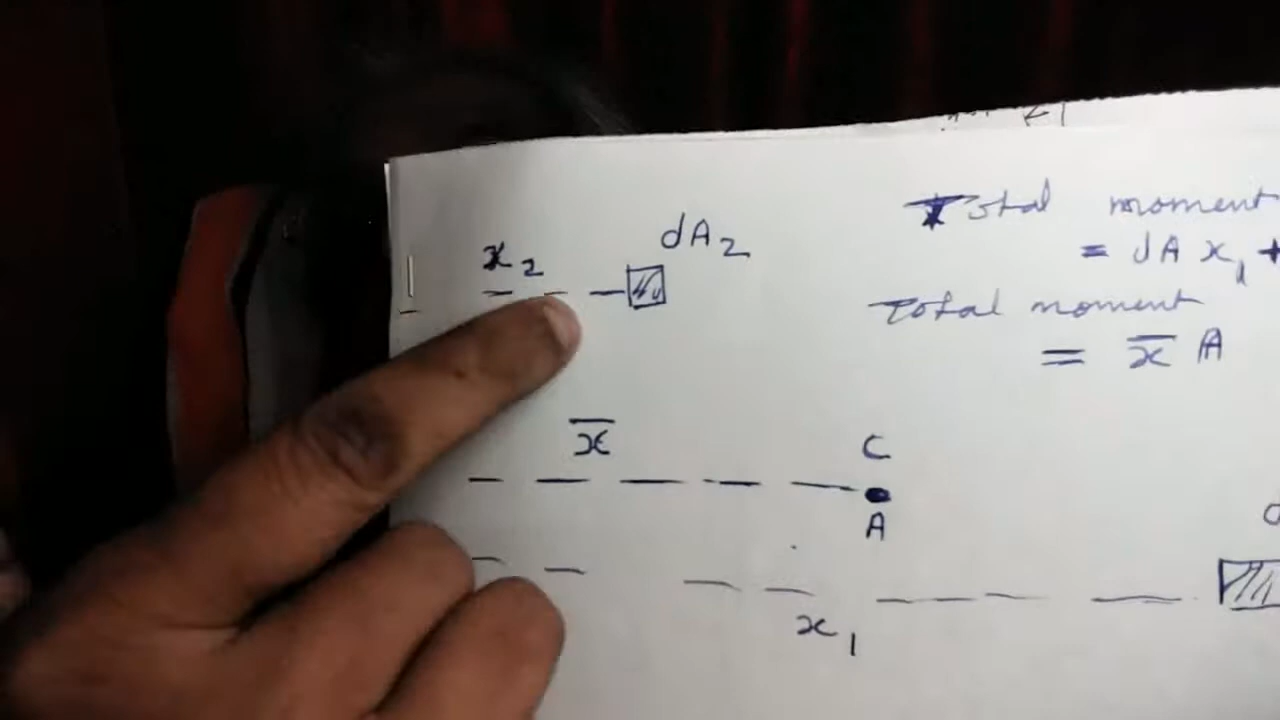 Total moment
= dA x₁ +
Total moment
= x̄ A
dA₂
x₂
x̄
C
A
x₁